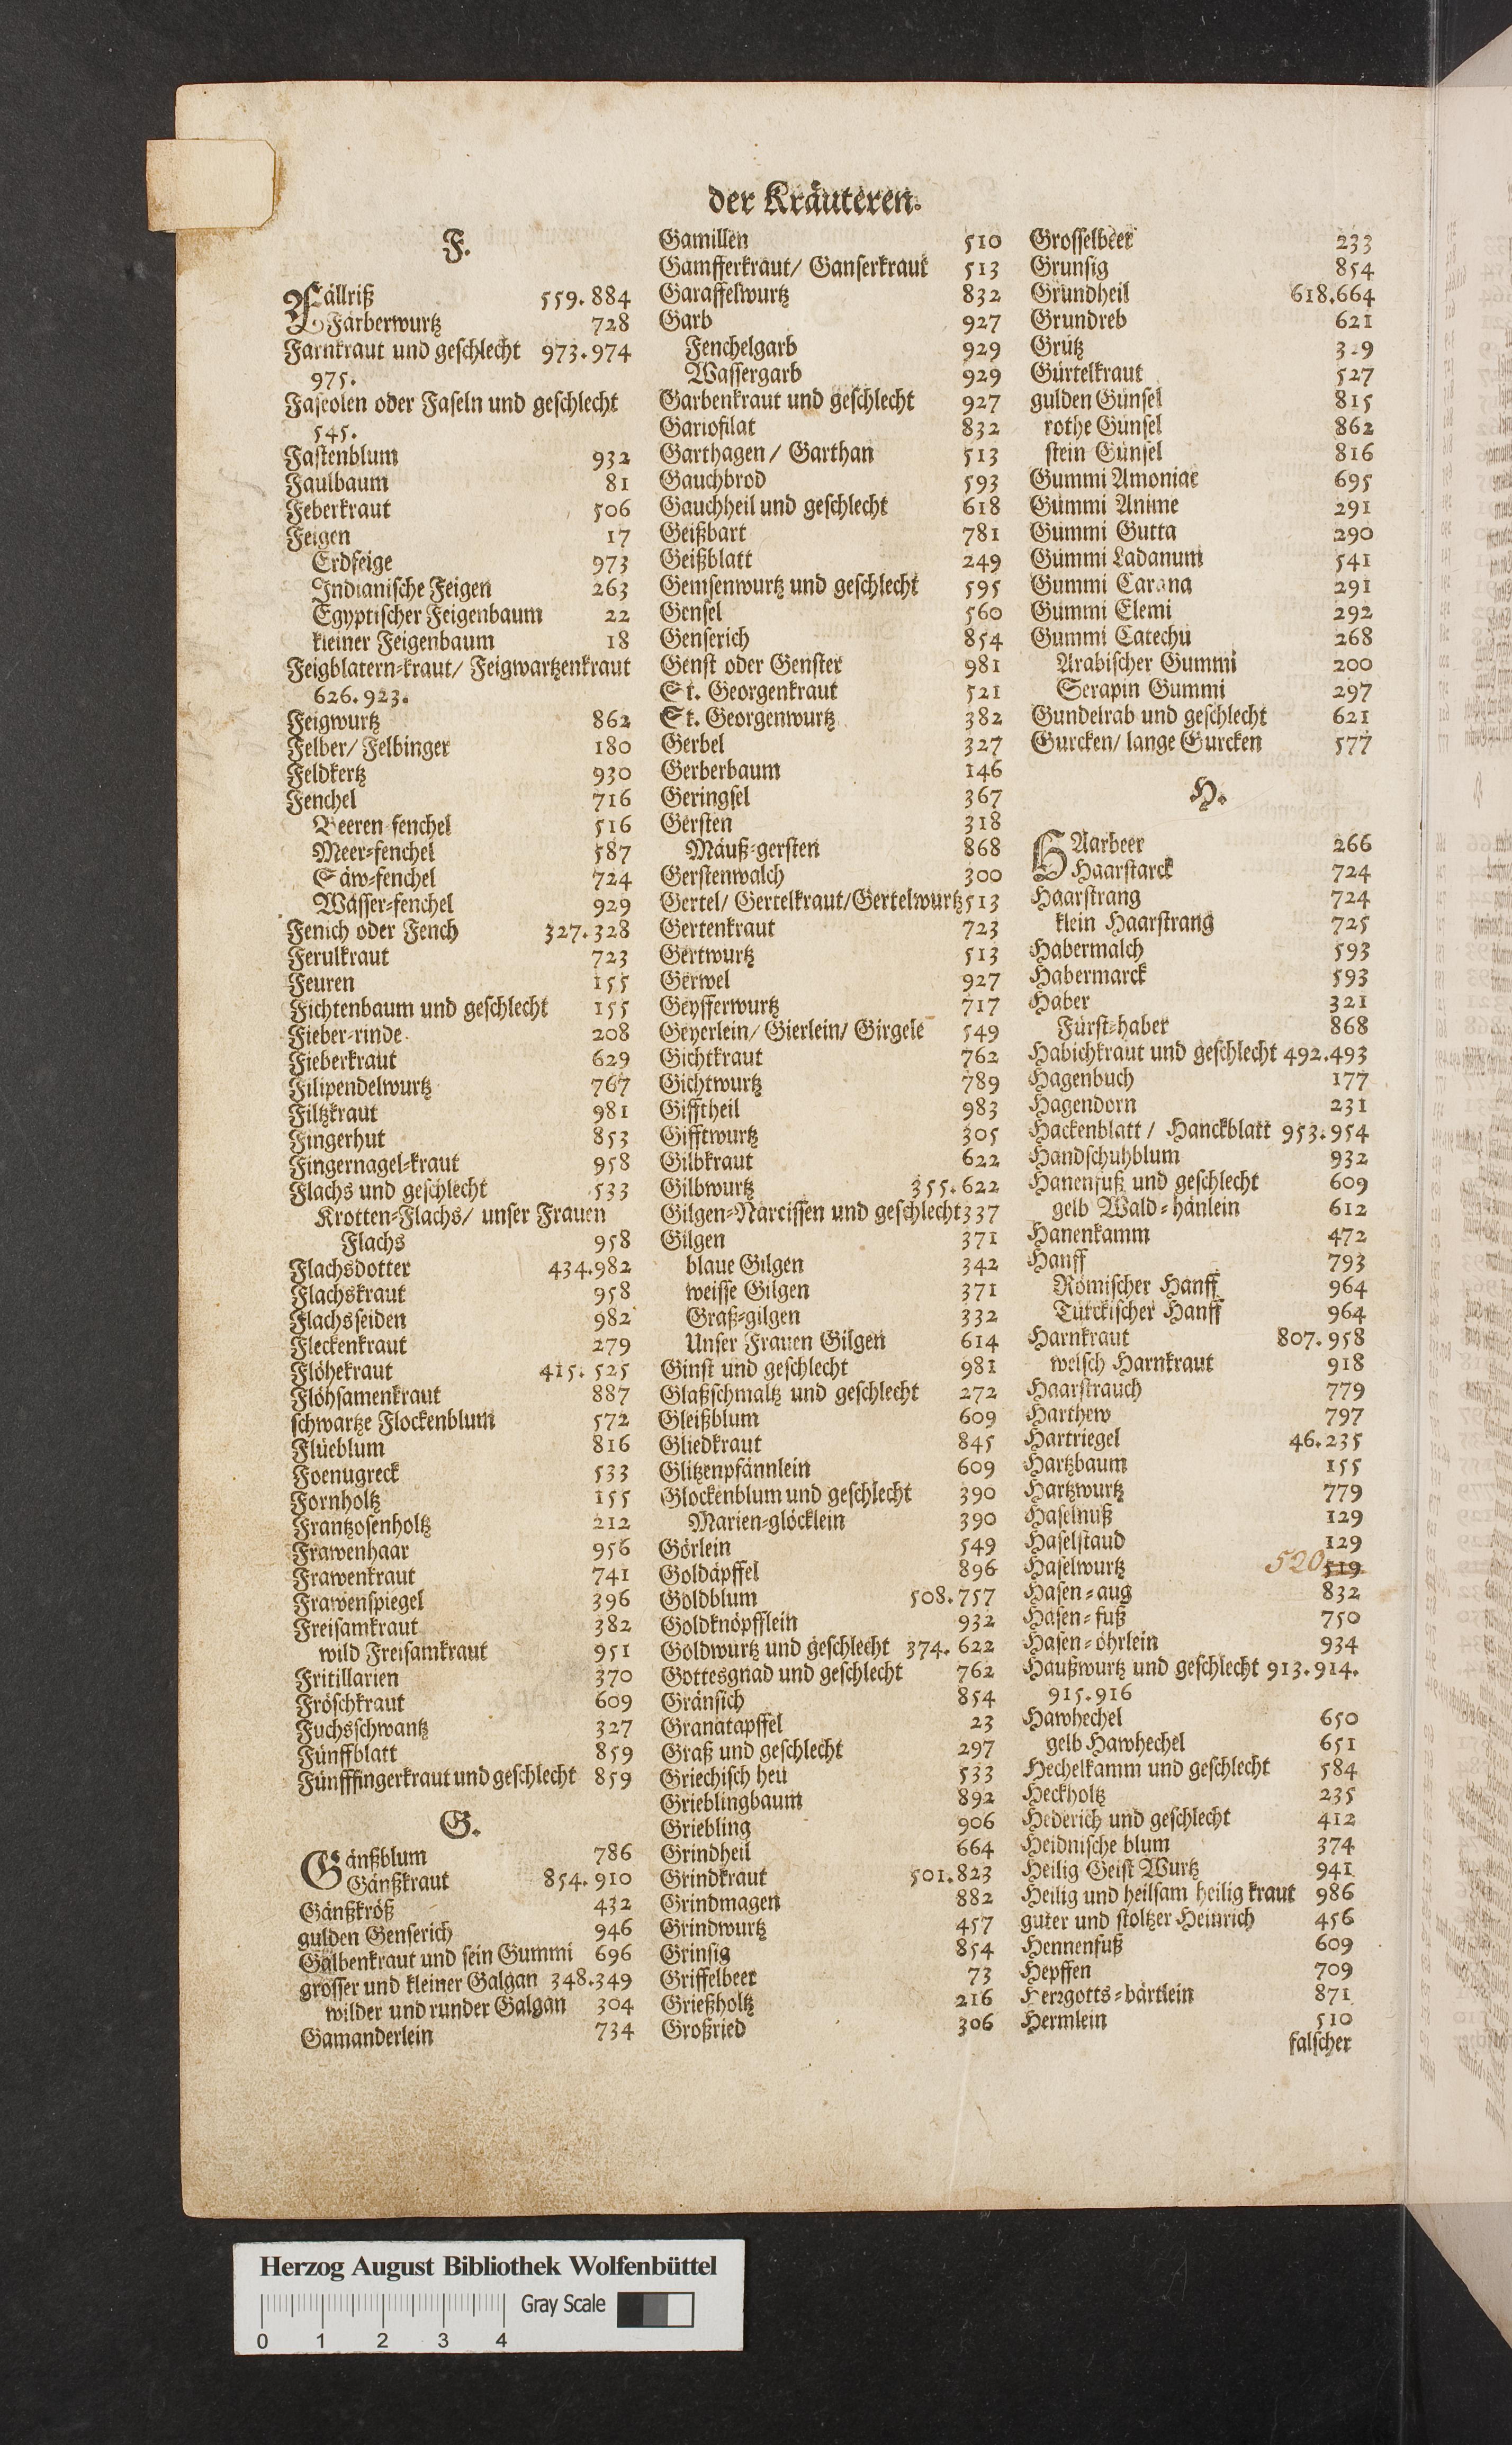 der Kräuteren.
F.
Fällriß 559. 884
Färberwurtz 728
Farnkraut und geschlecht 973. 974
975.
Faseolen oder Faseln und geschlecht
545.
Fastenblum 932
Faulbaum 81
Feberkraut 506
Feigen 17
Erdfeige 973
Indianische Feigen 263
Egyptischer Feigenbaum 22
kleiner Feigenbaum 18
Feigblatern-kraut/ Feigwartzenkraut
626. 923.
Feigwurtz 862
Felber/ Felbinger 180
Feldkertz 930
Fenchel 716
Beeren-fenchel 516
Meer-fenchel 587
Säw-fenchel 724
Wasser-fenchel 929
Fenich oder Fench 327. 328
Ferulkraut 723
Feuren 155
Fichtenbaum und geschlecht 155
Fieber-rinde 208
Fieberkraut 629
Filipendelwurtz 767
Filtzkraut 981
Fingerhut 853
Fingernagel-kraut 958
Flachs und geschlecht 533
Krotten-Flachs/ unser Frauen
Flachs 958
Flachsdotter 434. 982
Flachskraut 958
Flachsseiden 982
Fleckenkraut 279
Flöhekraut 415. 525
Flöhsamenkraut 887
schwartze Flockenblum 572
Flüeblum 816
Foenugreck 533
Fornholtz 155
Frantzosenholtz 212
Frawenhaar 956
Frawenkraut 741
Frawenspiegel 396
Freisamkraut 382
wild Freisamkraut 951
Fritillarien 370
Fröschkraut 609
Fuchsschwantz 327
Fünffblatt 859
Fünfffingerkraut und geschlecht 859
G.
Gänßblum 786
Gänßkraut 854. 910
Gänßkröß 432
gulden Genserich 946
Galbenkraut und sein Gummi 696
grosser und kleiner Galgan 348. 349
wilder und runder Galgan 304
Gamanderlein 734
Gamillen 510
Gamfferkraut/ Ganserkraut 513
Garaffelwurtz 832
Garb 927
Fenchelgarb 929
Wassergarb 929
Garbenkraut und geschlecht 927
Gariofilat 832
Garthagen/ Garthan 513
Gauchbrod 593
Gauchheil und geschlecht 618
Geißbart 781
Geißblatt 249
Gemsenwurtz und geschlecht 595
Gensel 560
Genserich 854
Genst oder Genster 981
St. Georgenkraut 521
St. Georgenwurtz 382
Gerbel 327
Gerberbaum 146
Geringsel 367
Gersten 318
Mäuß-gersten 868
Gerstenwalch 300
Gertel/ Gertelkraut/ Gertelwurtz 513
Gertenkraut 723
Gertwurtz 513
Gerwel 927
Geysferwurtz 717
Geyerlein/ Gierlein/ Girgele 549
Gichtkraut 762
Gichtwurtz 789
Gifftheil 983
Gifftwurtz 305
Gilbkraut 622
Gilbwurtz 355. 622
Gilgen-Narcissen und geschlecht 337
Gilgen 371
blaue Gilgen 342
weisse Gilgen 371
Graß-gilgen 332
Unser Frauen Gilgen 614
Ginst und geschlecht 981
Glaßschmaltz und geschlecht 272
Gleißblum 609
Gliedkraut 845
Glitzenpfännlein 609
Glockenblum und geschlecht 390
Marien-glöcklein 390
Görlein 549
Goldäpffel 896
Goldblum 508. 757
Goldknöpfflein 932
Goldwurtz und geschlecht 374. 622
Gottesgnad und geschlecht 762
Gränsich 854
Granatapffel 23
Graß und geschlecht 297
Griechisch heu 533
Grieblingbaum 892
Griebling 906
Grindheil 664
Grindkraut 501. 823
Grindmagen 882
Grindwurtz 457
Grinsig 854
Griffelbeer 73
Grießholtz 216
Großried 306
Grosselbeer 233
Grunsig 854
Grundheil 618. 664
Grundreb 621
Grütz
Gürtelkraut 527
gulden Günsel 815
rothe Günsel 862
stein Günsel 816
Gummi Amoniac 695
Gummi Anime 291
Gummi Gutta 290
Gummi Ladanum 541
Gummi Carana 291
Gummi Elemi 292
Gummi Catechu 268
Arabischer Gummi 200
Serapin Gummi 297
Gundelrab und geschlecht 621
Gurcken/ lange Gurcken 577
H.
HAarbeer 266
Haarstarck 724
Haarstrang 724
klein Haarstrang 725
Habermalch 593
Habermarck 593
Haber 321
Fürst-haber 868
Habichkraut und geschlecht 492. 493
Hagenbuch 177
Hagendorn 231
Hackenblatt/ Hanckblatt 953. 954
Handschuhblum 932
Hanenfuß und geschlecht 609
gelb Wald-hänlein 612
Hanenkamm 472
Hanff 793
Römischer Hanff 964
Türckischer Hanff 964
Harnkraut 807. 958
welsch Harnkraut 918
Haarstrauch 779
Harthew 797
Hartriegel 46. 235
Hartzbaum 155
Hartzwurtz 779
Haselnuß 129
Haselstaud 129
Haselwurtz 520 519
Hasen-aug 832
Hasen-fuß 750
Hasen-öhrlein 934
Haußwurtz und geschlecht 913. 914.
915. 916
Hawhechel 650
gelb Hawhechel 651
Hechelkamm und geschlecht 584
Heckholtz 235
Hederich und geschlecht 412
Heidnische blum 374
Heilig Geist Wurtz 941
Heilig und heilsam heilig kraut 986
guter und stoltzer Heinrich 456
Hennenfuß 609
Hepffen 709
Herrgotts-bärtlein 871
Hermlein 510
falscher
Herzog August Bibliothek Wolfenbüttel
Gray Scale
0 1 2 3 4